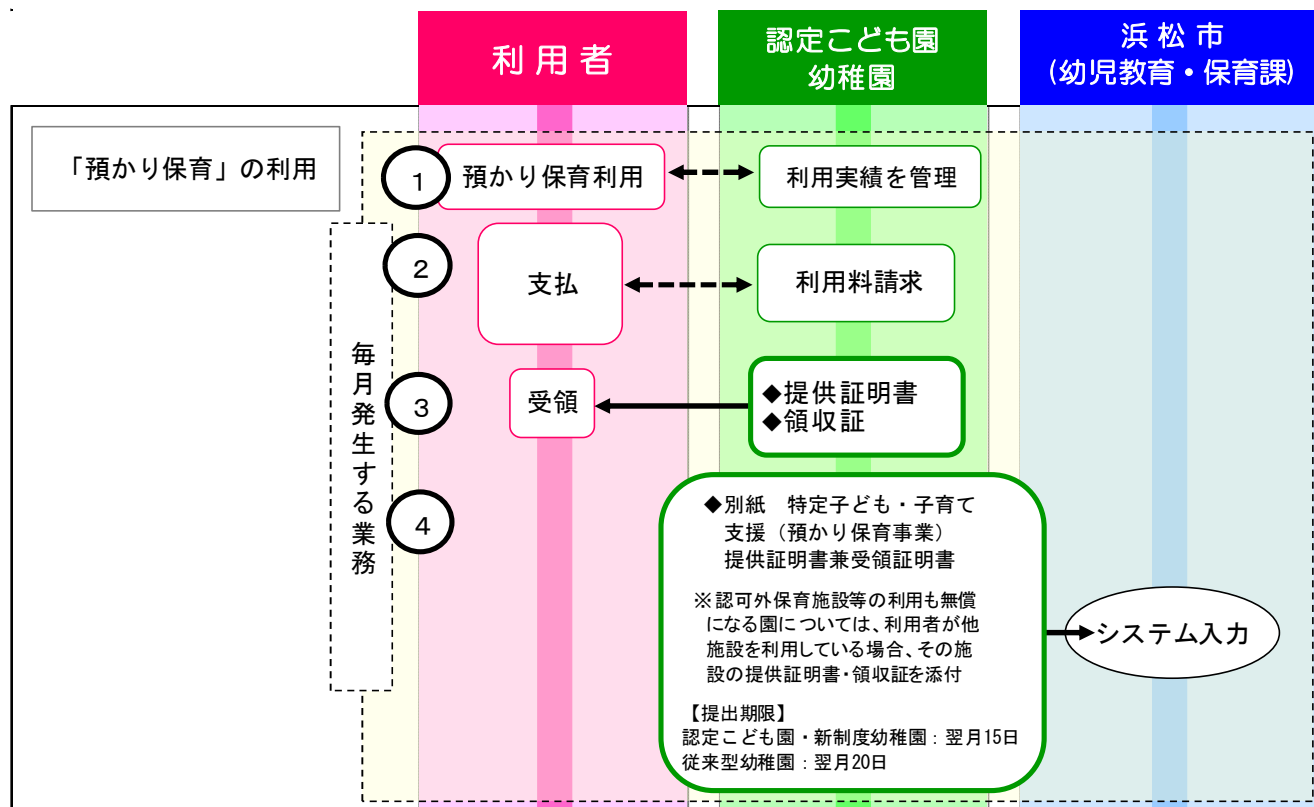 利用者
認定こども園
幼稚園
浜松市
(幼児教育・保育課)
「預かり保育」の利用
1
預かり保育利用
利用実績を管理
2
支払
利用料請求
毎月発生する業務
3
受領
◆提供証明書
◆領収証
4
◆別紙　特定子ども・子育て
支援（預かり保育事業）
提供証明書兼受領証明書
※認可外保育施設等の利用も無償
になる園については、利用者が他
施設を利用している場合、その施
設の提供証明書・領収証を添付
システム入力
【提出期限】
認定こども園・新制度幼稚園：翌月15日
従来型幼稚園：翌月20日